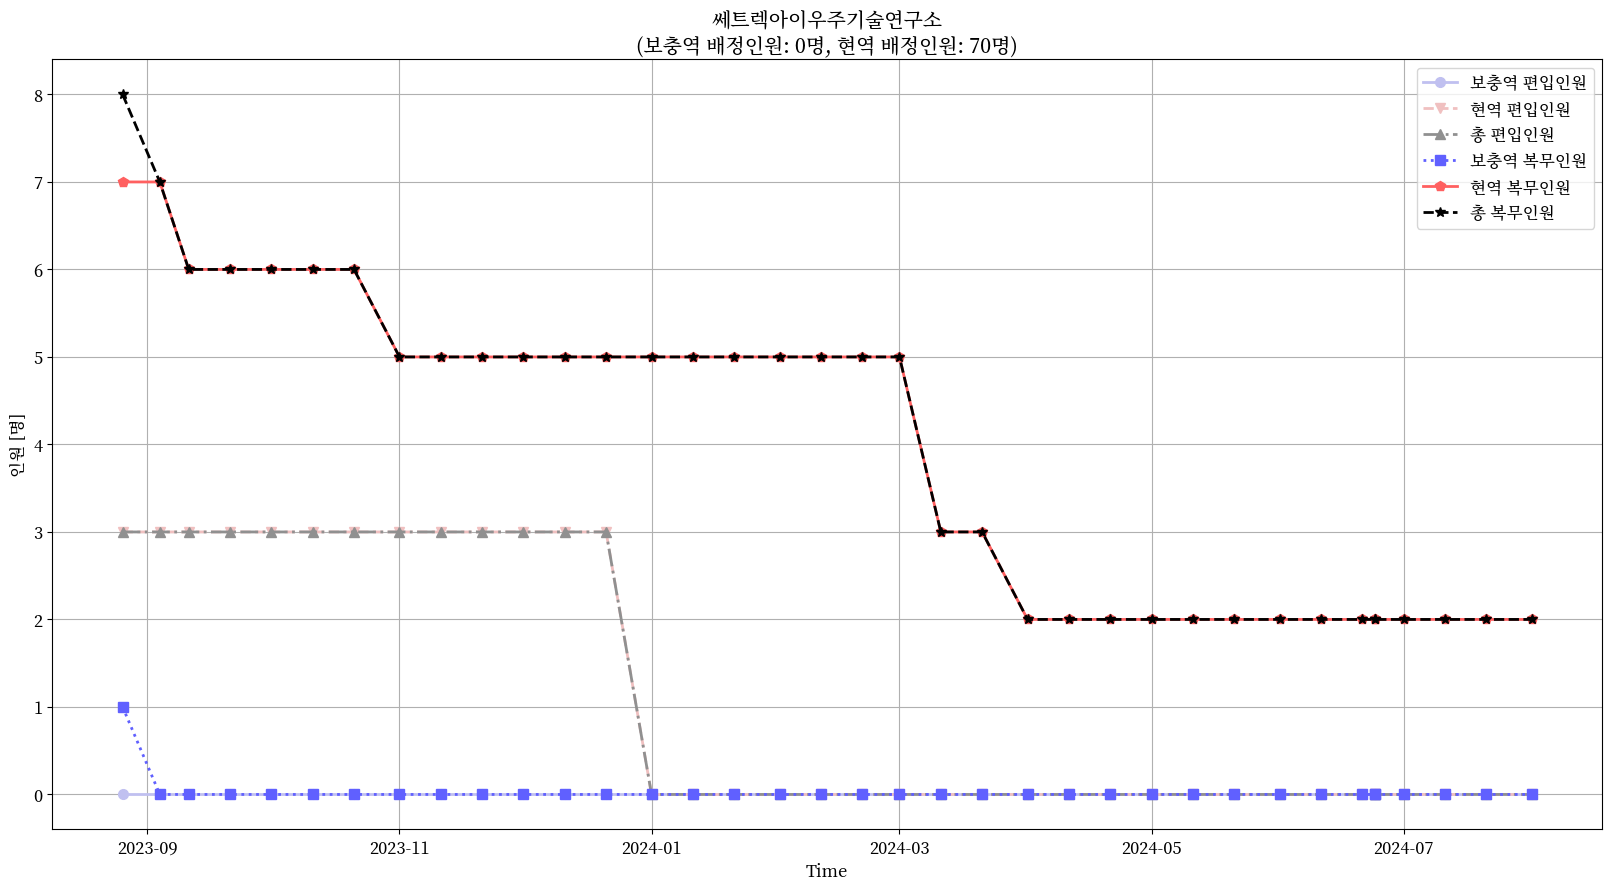 쎄트렉아이우주기술연구소
(보충역 배정인원: 0명, 현역 배정인원: 70명)
보충역 편입인원
현역 편입인원
총 편입인원
보충역 복무인원
현역 복무인원
총 복무인원
인원 [명]
8
7
6
5
4
3
2
1
0
2023-09
2023-11
2024-01
2024-03
2024-05
2024-07
Time